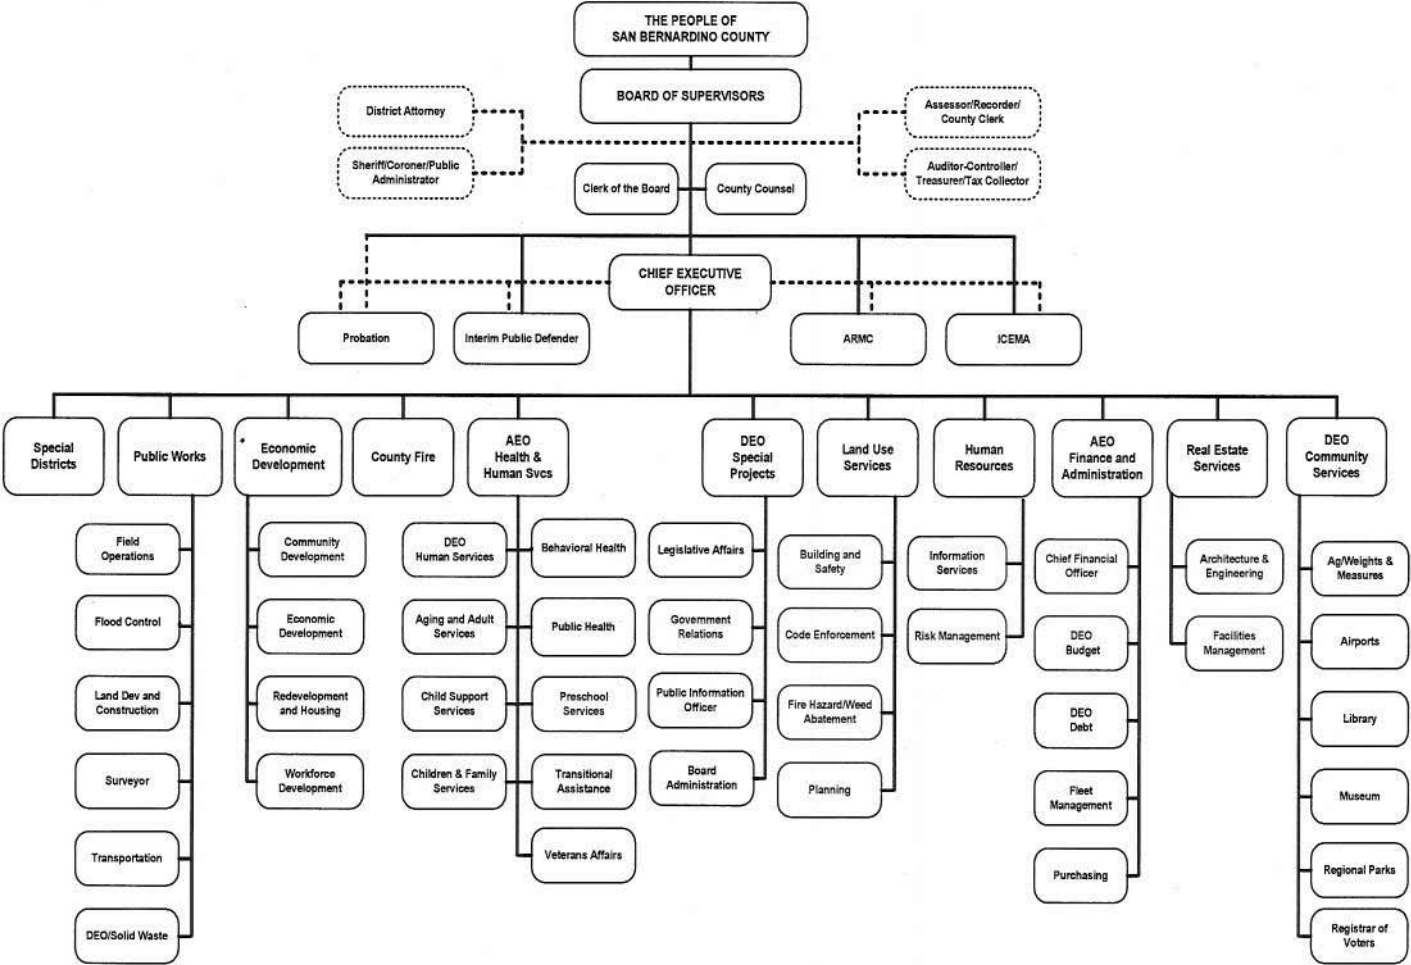 THE PEOPLE OF
SAN BERNARDINO COUNTY
BOARD OF SUPERVISORS
District Attorney
Assessor/Recorder/
County Clerk
Sheriff/Coroner/Public
Administrator
Auditor-Controller/
Treasurer/Tax Collector
Clerk of the Board
County Counsel
CHIEF EXECUTIVE
OFFICER
Probation
Interim Public Defender
ARMC
ICEMA
Special
Districts
Public Works
Economic
Development
County Fire
AEO
Health &
Human Svcs
DEO
Special
Projects
Land Use
Services
Human
Resources
AEO
Finance and
Administration
Real Estate
Services
DEO
Community
Services
Field
Operations
Flood Control
Land Dev and
Construction
Surveyor
Transportation
DEO/Solid Waste
Community
Development
Economic
Development
Redevelopment
and Housing
Workforce
Development
DEO
Human Services
Aging and Adult
Services
Child Support
Services
Children & Family
Services
Behavioral Health
Public Health
Preschool
Services
Transitional
Assistance
Veterans Affairs
Legislative Affairs
Government
Relations
Public Information
Officer
Board
Administration
Building and
Safety
Code Enforcement
Fire Hazard/Weed
Abatement
Planning
Information
Services
Risk Management
Chief Financial
Officer
DEO
Budget
DEO
Debt
Fleet
Management
Purchasing
Architecture &
Engineering
Facilities
Management
Ag/Weights &
Measures
Airports
Library
Museum
Regional Parks
Registrar of
Voters